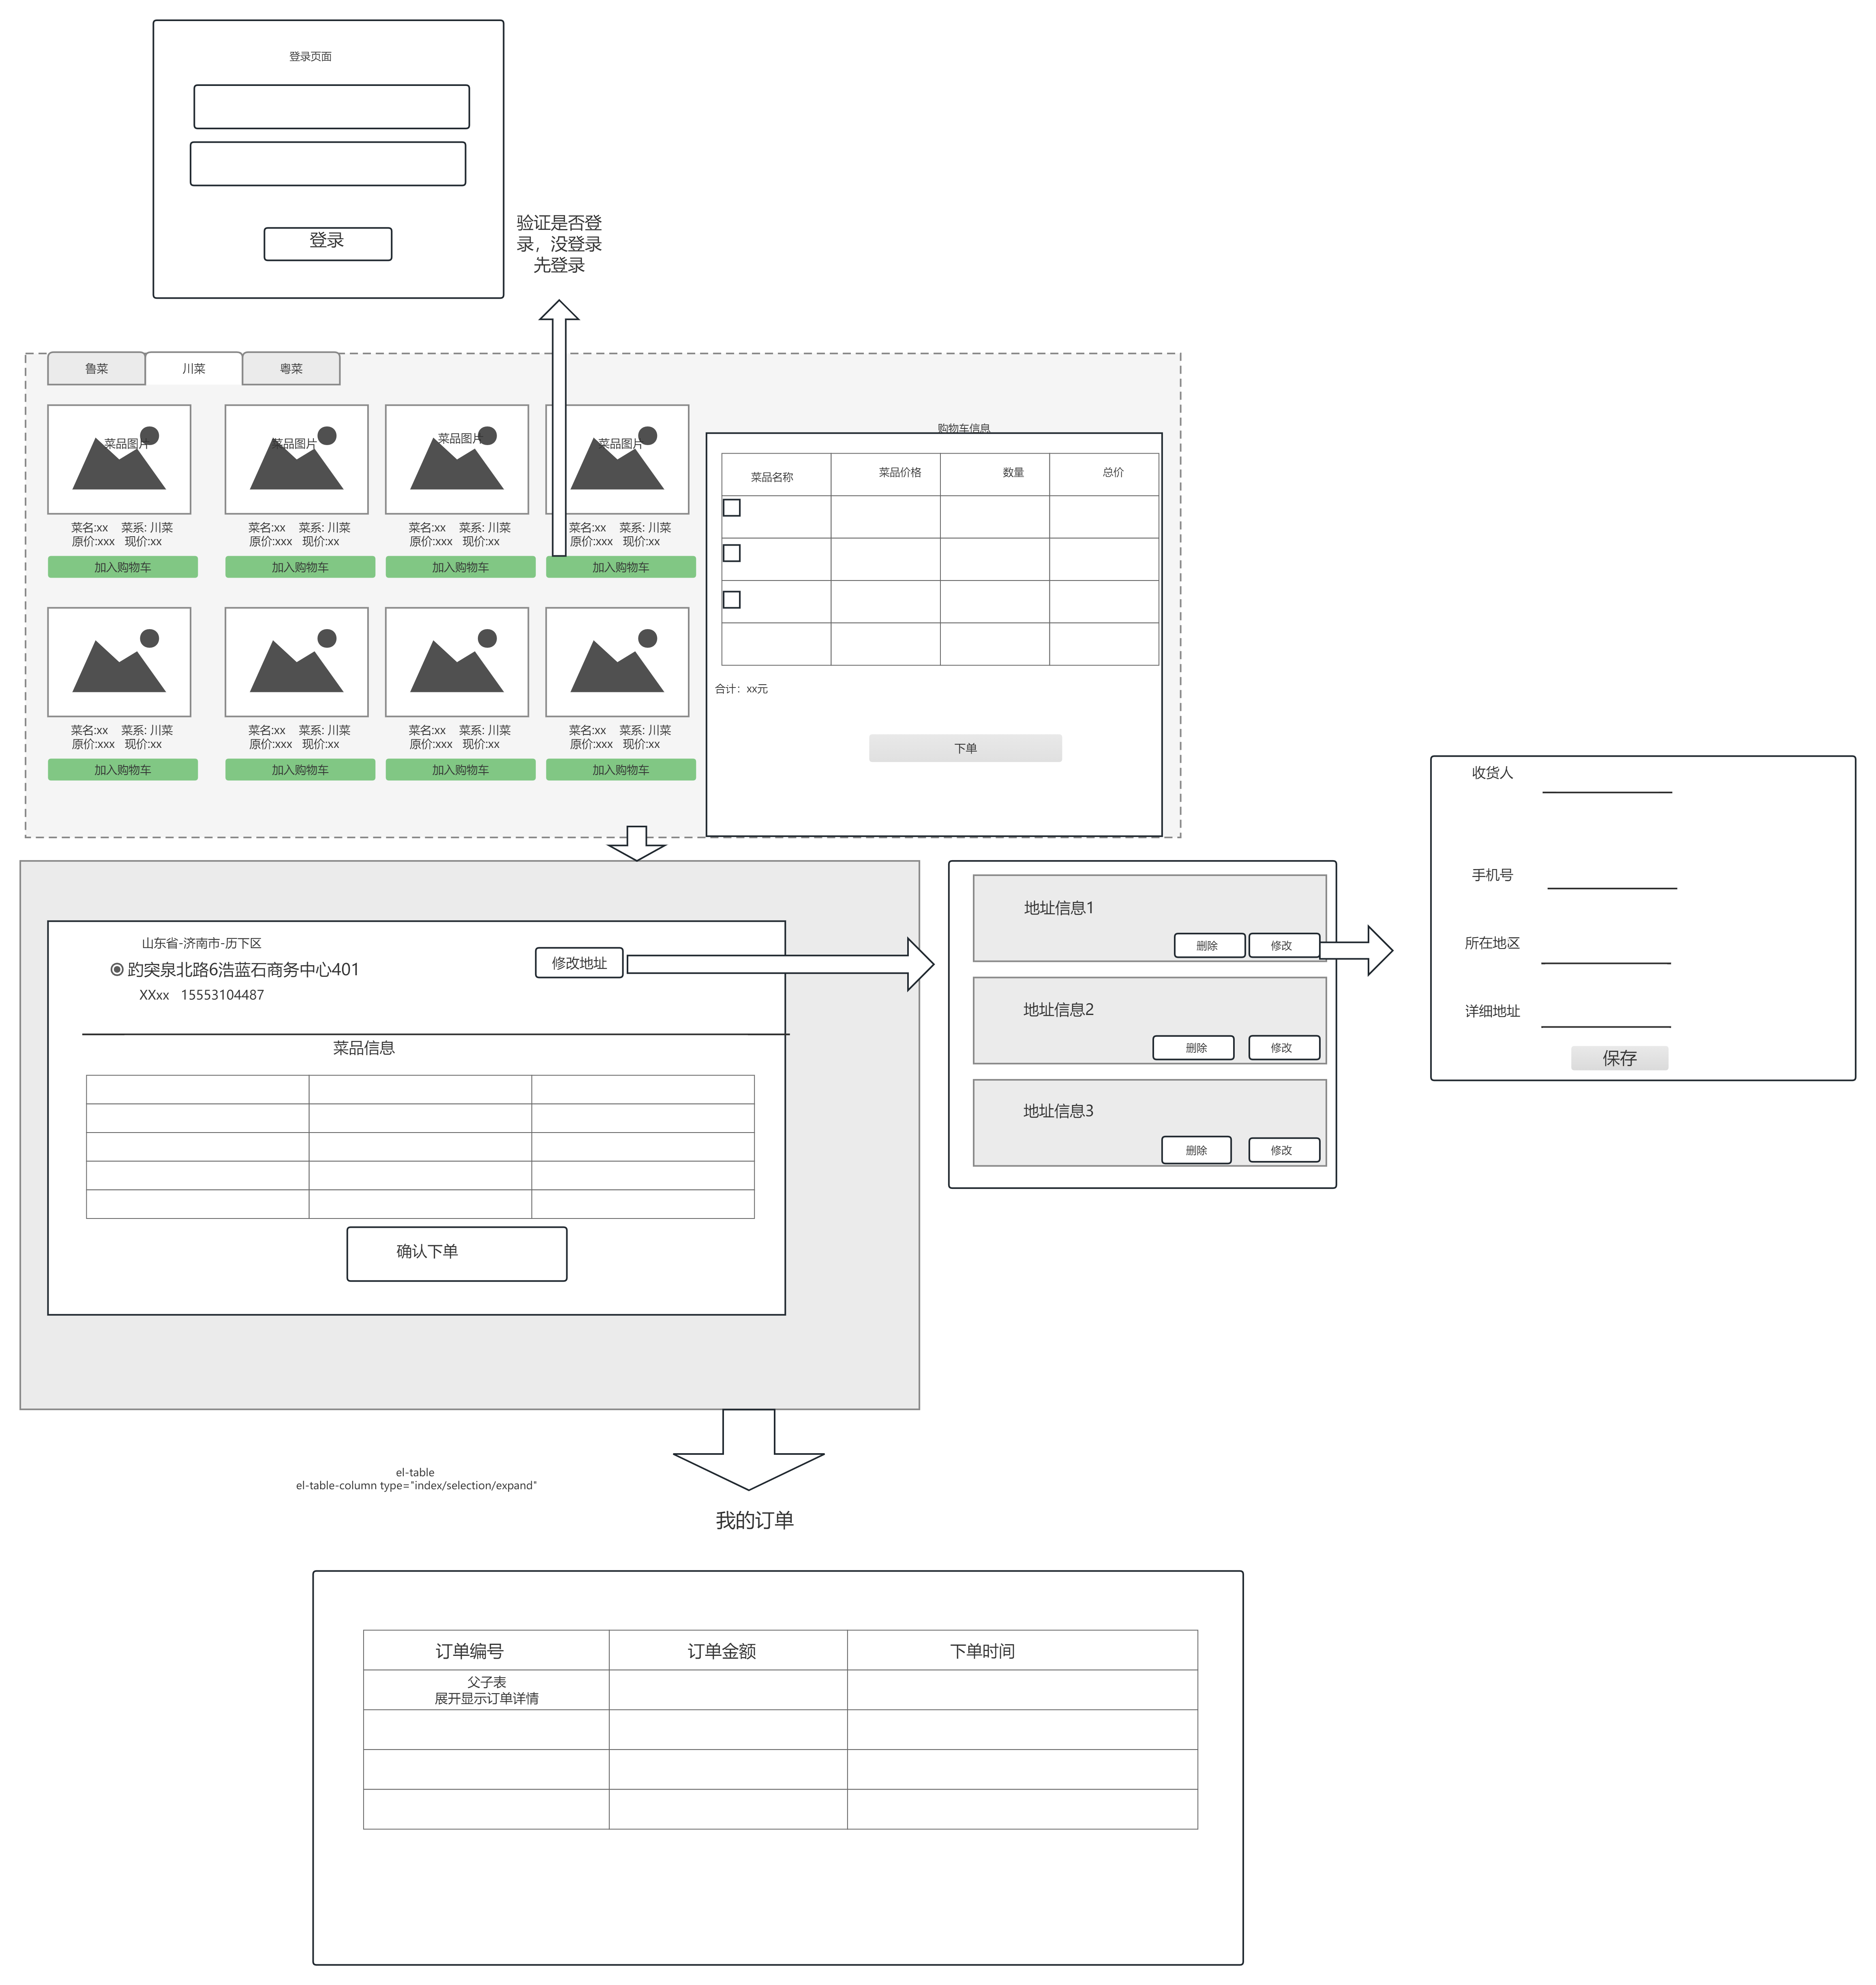 登录页面
登录
验证是否登
录，没登录
先登录
鲁菜
川菜
粤菜
菜品图片
菜品图片
菜品图片
菜品图片
菜名:xx 菜系: 川菜
原价:xxx 现价:xx
菜名:xx 菜系: 川菜
原价:xxx 现价:xx
菜名:xx 菜系: 川菜
原价:xxx 现价:xx
菜名:xx 菜系: 川菜
原价:xxx 现价:xx
加入购物车
加入购物车
加入购物车
加入购物车
菜名:xx 菜系: 川菜
原价:xxx 现价:xx
菜名:xx 菜系: 川菜
原价:xxx 现价:xx
菜名:xx 菜系: 川菜
原价:xxx 现价:xx
菜名:xx 菜系: 川菜
原价:xxx 现价:xx
加入购物车
加入购物车
加入购物车
加入购物车
购物车信息
菜品名称
菜品价格
数量
总价
合计：xx元
下单
山东省-济南市-历下区
趵突泉北路6浩蓝石商务中心401
XXxx 15553104487
修改地址
菜品信息
确认下单
地址信息1
删除
修改
地址信息2
删除
修改
地址信息3
删除
修改
收货人
手机号
所在地区
详细地址
保存
el-table
el-table-column type="index/selection/expand"
我的订单
订单编号
订单金额
下单时间
父子表
展开显示订单详情